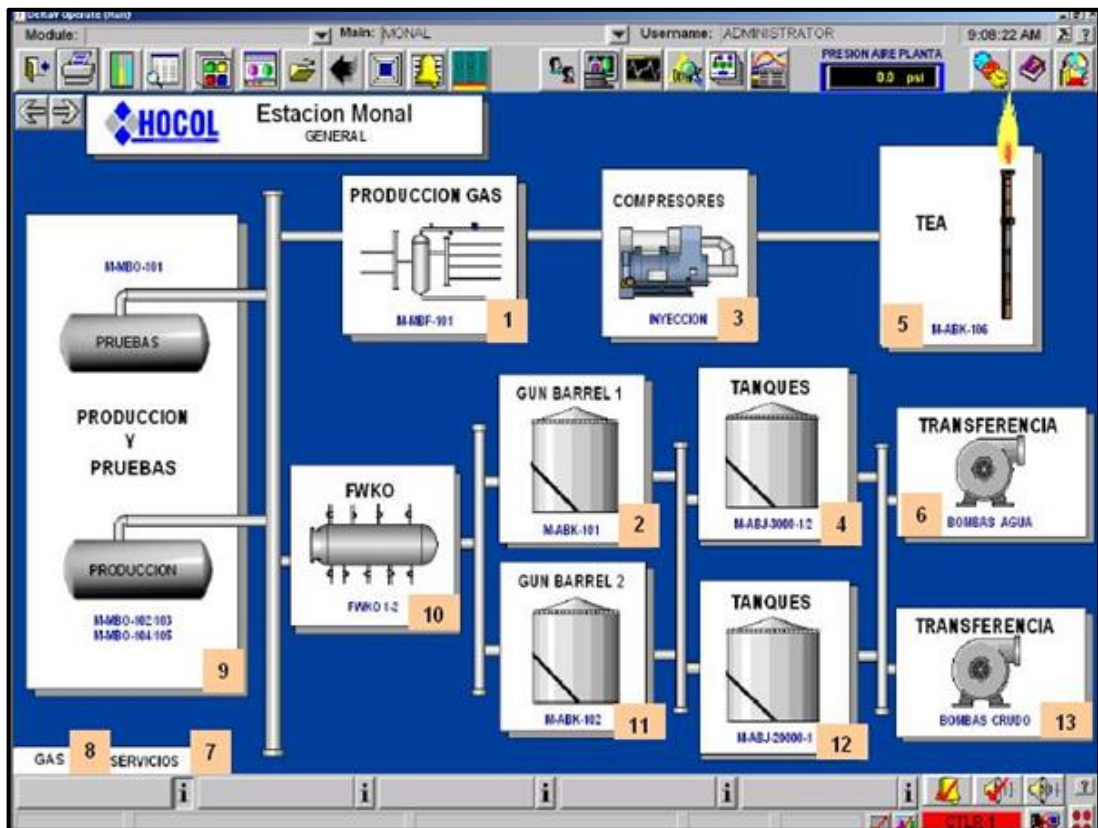 DeltaV Operate (Run)
Module:
Main: MONAL
Username: ADMINISTRATOR
9:08:22 AM
?
PRESION AIRE PLANTA
0.0 psi
HOCOL
Estacion Monal
GENERAL
M-MBO-101
PRUEBAS
PRODUCCION
Y
PRUEBAS
PRODUCCION
M-MBO-102/103
M-MBO-104/105
9
PRODUCCION GAS
M-MBF-101
1
COMPRESORES
INYECCION
3
TEA
5
M-ABK-106
FWKO
FWKO 1-2
10
GUN BARREL 1
M-ABK-101
2
TANQUES
M-ABJ-3000-1.2
4
TRANSFERENCIA
6
BOMBAS AGUA
GUN BARREL 2
M-ABK-102
11
TANQUES
M-ABJ-20000-1
12
TRANSFERENCIA
BOMBAS CRUDO
13
GAS
8
SERVICIOS
7
i
i
i
i
i
?
CTLR-1